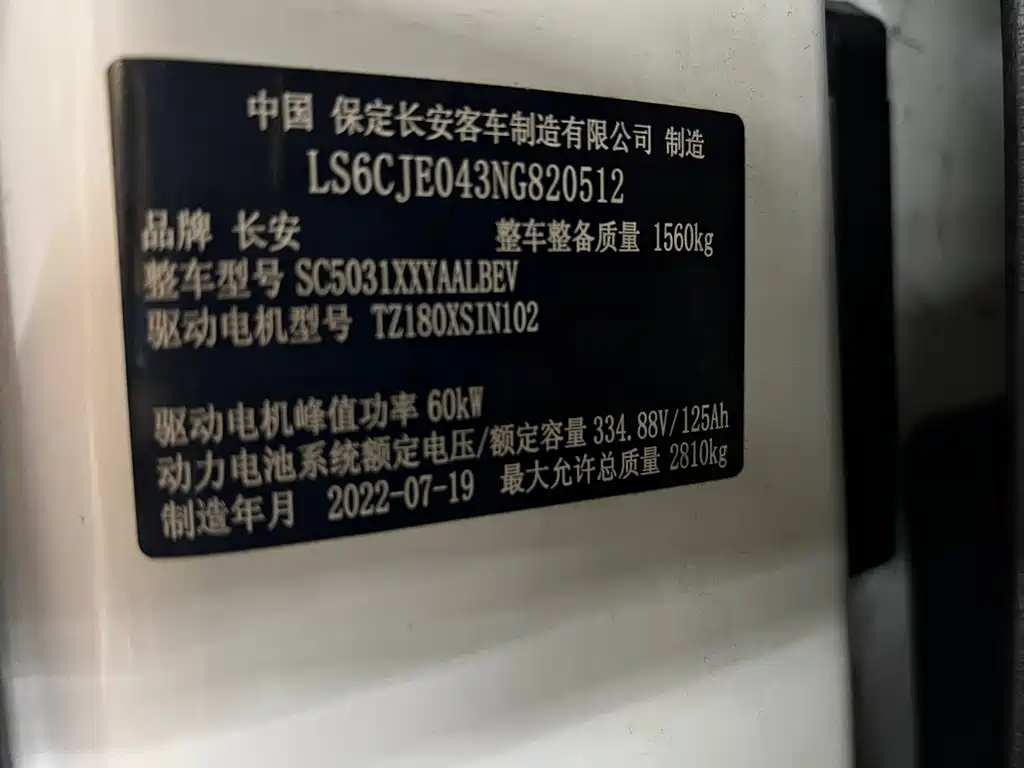 中国 保定长安客车制造有限公司 制造
LS6CJE043NG820512
品牌 长安 整车整备质量 1560kg
整车型号 SC5031XXYAALBEV
驱动电机型号 TZ180XSIN102
驱动电机峰值功率 60kW
动力电池系统额定电压/额定容量 334.88V/125Ah
制造年月 2022-07-19 最大允许总质量 2810kg